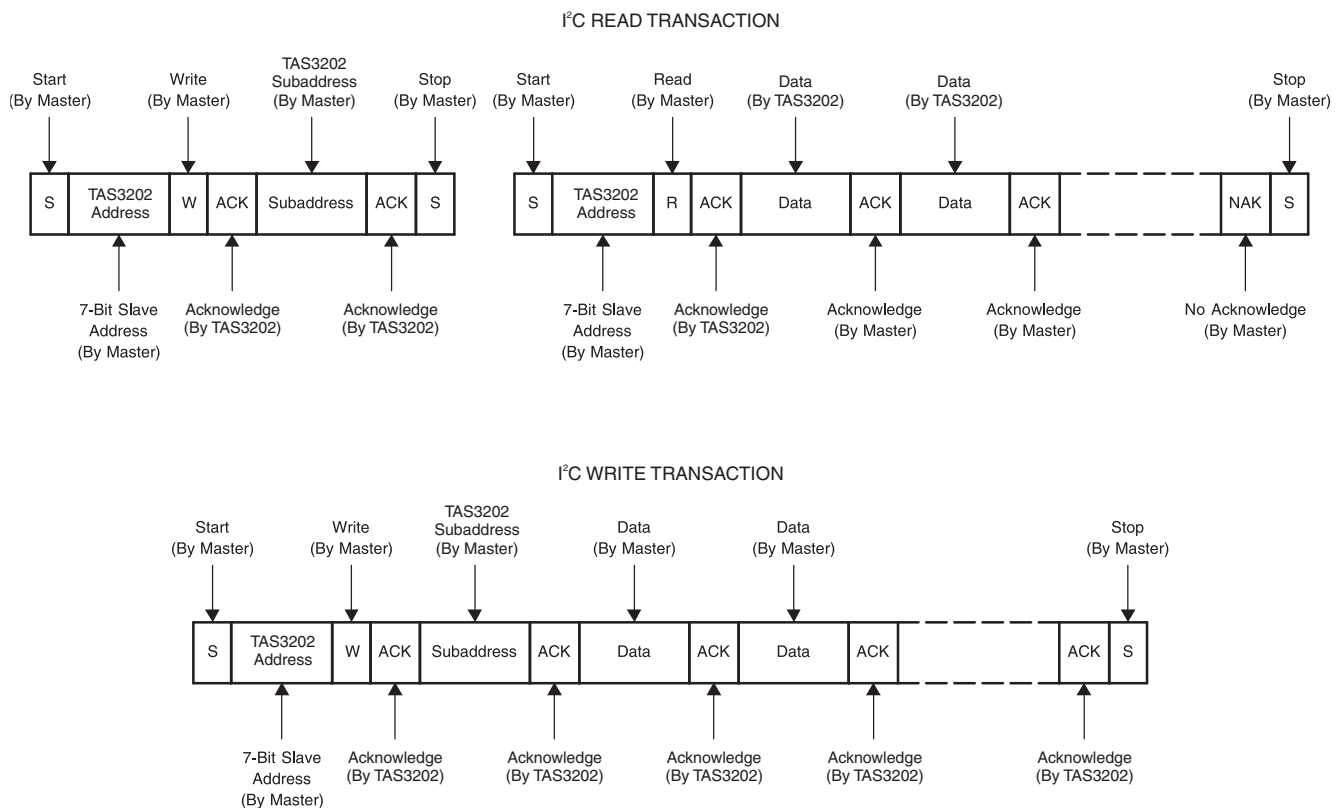 I²C READ TRANSACTION
Start
(By Master)
Write
(By Master)
TAS3202
Subaddress
(By Master)
Stop
(By Master)
Start
(By Master)
Read
(By Master)
Data
(By TAS3202)
Data
(By TAS3202)
Stop
(By Master)
S
TAS3202
Address
W
ACK
Subaddress
ACK
S
S
TAS3202
Address
R
ACK
Data
ACK
Data
ACK
NAK
S
7-Bit Slave
Address
(By Master)
Acknowledge
(By TAS3202)
Acknowledge
(By TAS3202)
7-Bit Slave
Address
(By Master)
Acknowledge
(By TAS3202)
Acknowledge
(By Master)
Acknowledge
(By Master)
No Acknowledge
(By Master)
I²C WRITE TRANSACTION
Start
(By Master)
Write
(By Master)
TAS3202
Subaddress
(By Master)
Data
(By Master)
Data
(By Master)
Stop
(By Master)
S
TAS3202
Address
W
ACK
Subaddress
ACK
Data
ACK
Data
ACK
ACK
S
7-Bit Slave
Address
(By Master)
Acknowledge
(By TAS3202)
Acknowledge
(By TAS3202)
Acknowledge
(By TAS3202)
Acknowledge
(By TAS3202)
Acknowledge
(By TAS3202)